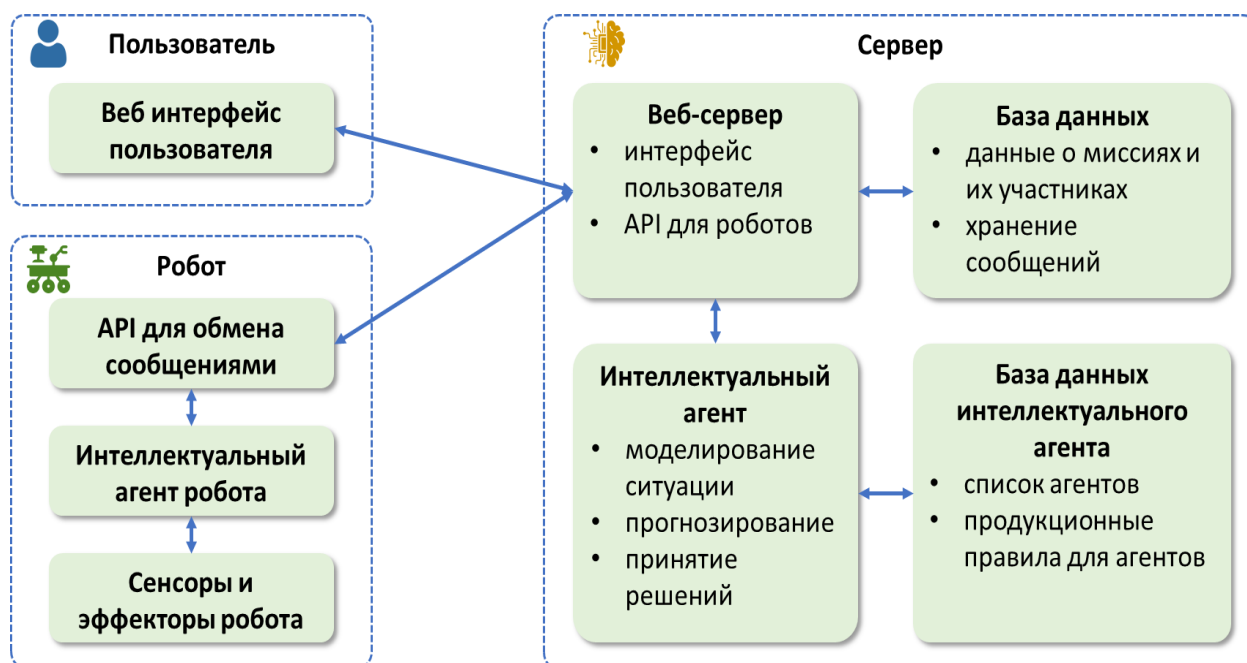 Пользователь
Веб интерфейс
пользователя
Робот
API для обмена
сообщениями
Интеллектуальный
агент робота
Сенсоры и
эффекторы робота
Сервер
Веб-сервер
• интерфейс
пользователя
• API для роботов
База данных
• данные о миссиях и
их участниках
• хранение
сообщений
Интеллектуальный
агент
• моделирование
ситуации
• прогнозирование
• принятие
решений
База данных
интеллектуального
агента
• список агентов
• продукционные
правила для агентов